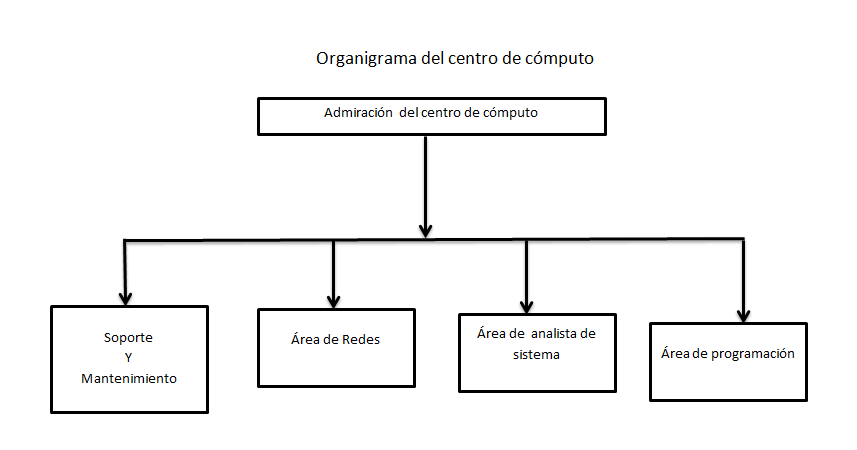 Organigrama del centro de cómputo
Admiración del centro de cómputo
Soporte
Y
Mantenimiento
Área de Redes
Área de analista de
sistema
Área de programación